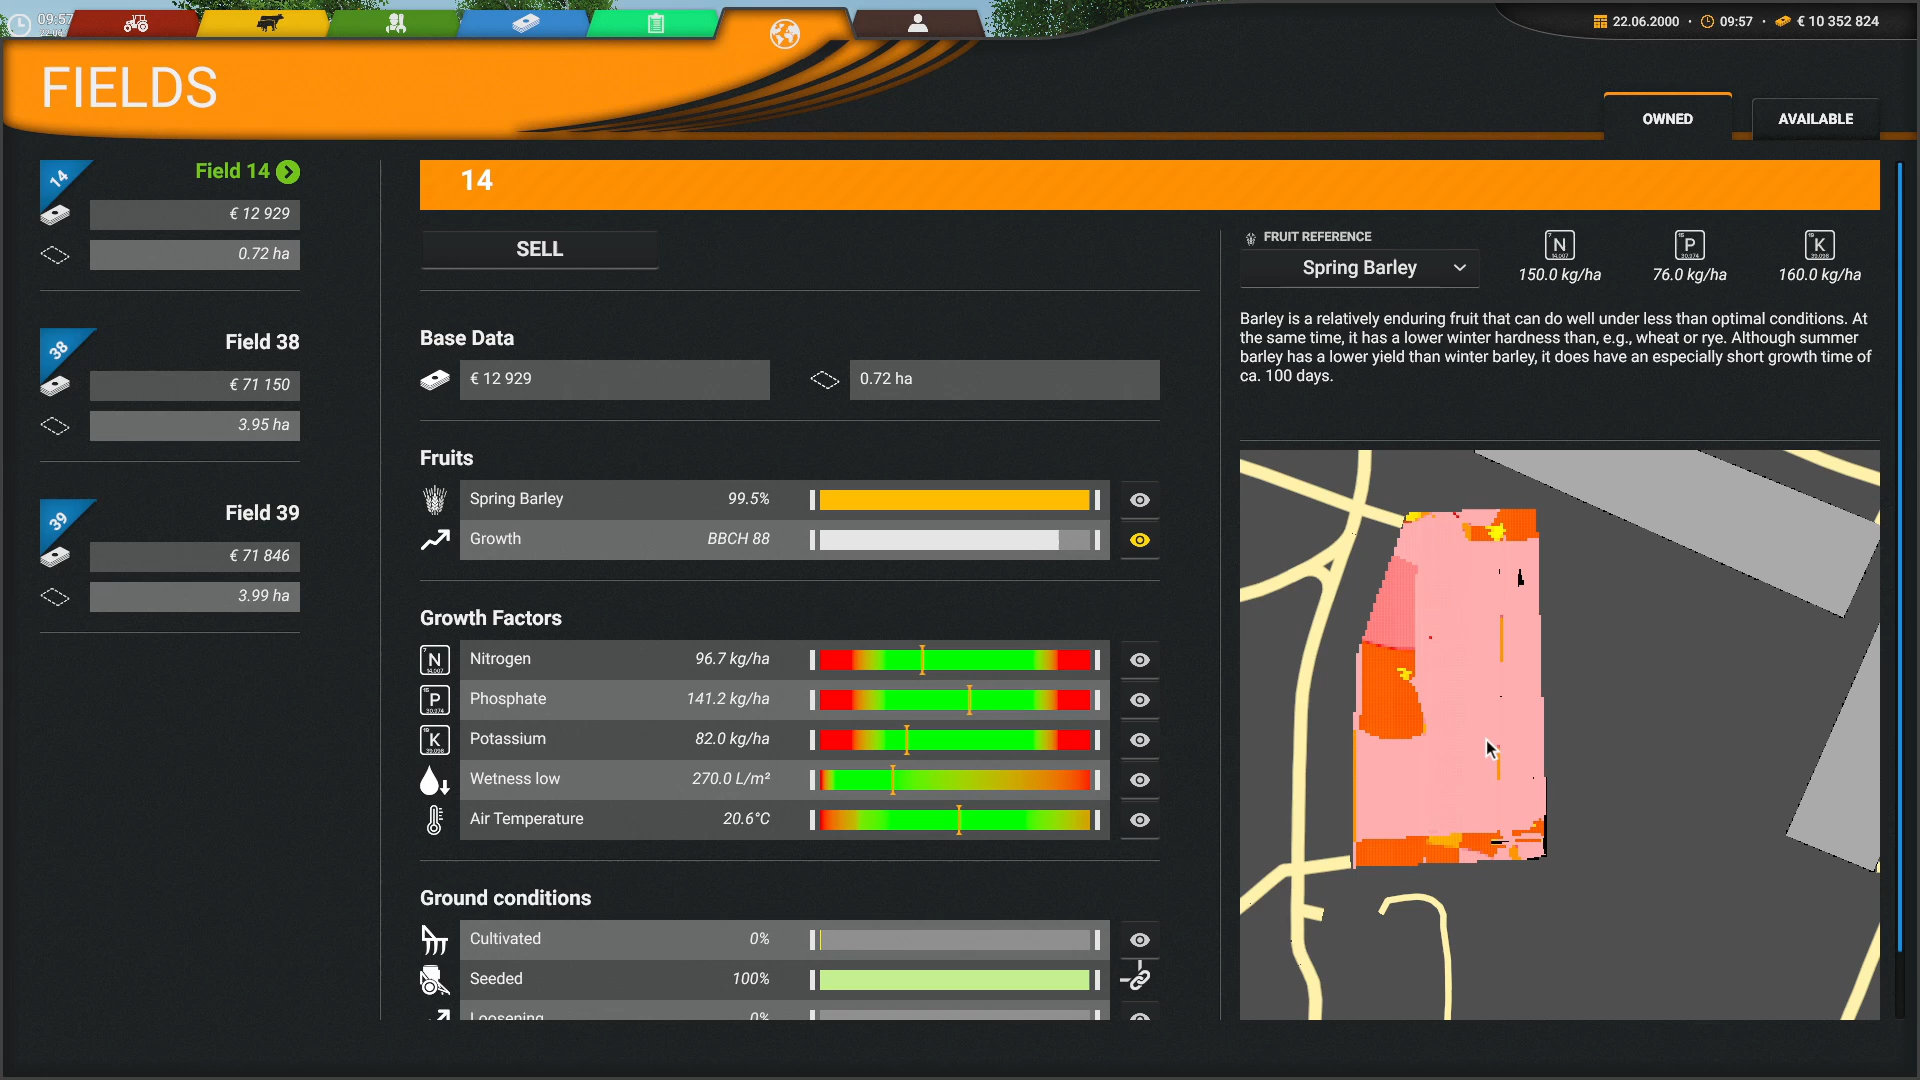 09:57
22.06.2000 · 09:57 · € 10 352 824
FIELDS
OWNED
AVAILABLE
14
Field 14
€ 12 929
0.72 ha
38
Field 38
€ 71 150
3.95 ha
39
Field 39
€ 71 846
3.99 ha
14
SELL
Base Data
€ 12 929
0.72 ha
Fruits
Spring Barley 99.5%
Growth BBCH 88
Growth Factors
N Nitrogen 96.7 kg/ha
P Phosphate 141.2 kg/ha
K Potassium 82.0 kg/ha
Wetness low 270.0 L/m²
Air Temperature 20.6°C
Ground conditions
Cultivated 0%
Seeded 100%
Loosening 0%
FRUIT REFERENCE
Spring Barley
N
150.0 kg/ha
P
76.0 kg/ha
K
160.0 kg/ha
Barley is a relatively enduring fruit that can do well under less than optimal conditions. At
the same time, it has a lower winter hardness than, e.g., wheat or rye. Although summer
barley has a lower yield than winter barley, it does have an especially short growth time of
ca. 100 days.